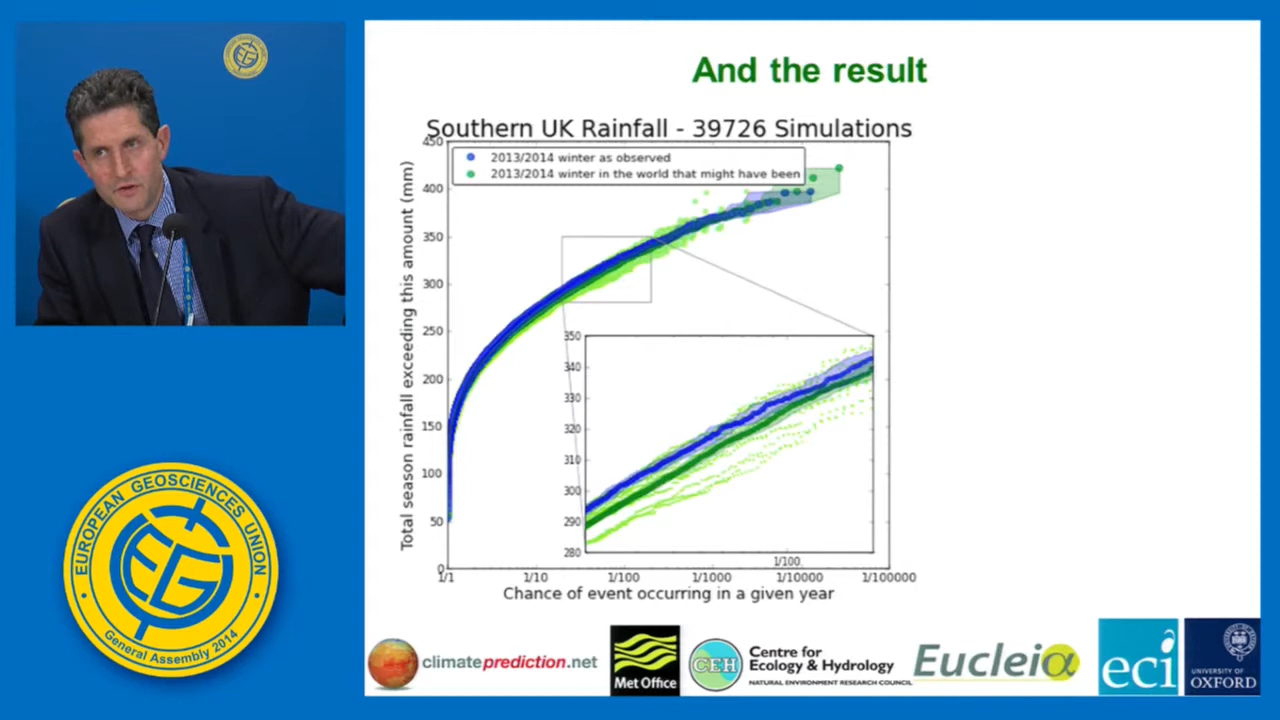 And the result
Southern UK Rainfall - 39726 Simulations
2013/2014 winter as observed
2013/2014 winter in the world that might have been
Total season rainfall exceeding this amount (mm)
450
400
350
300
250
200
150
100
50
0
350
340
330
320
310
300
290
280
1/100
1/1 1/10 1/100 1/1000 1/10000 1/100000
Chance of event occurring in a given year
EUROPEAN GEOSCIENCES UNION
EGU
General Assembly 2014
climateprediction.net
Met Office
CEH
Centre for
Ecology & Hydrology
NATURAL ENVIRONMENT RESEARCH COUNCIL
Eucleia
eci
UNIVERSITY OF
OXFORD